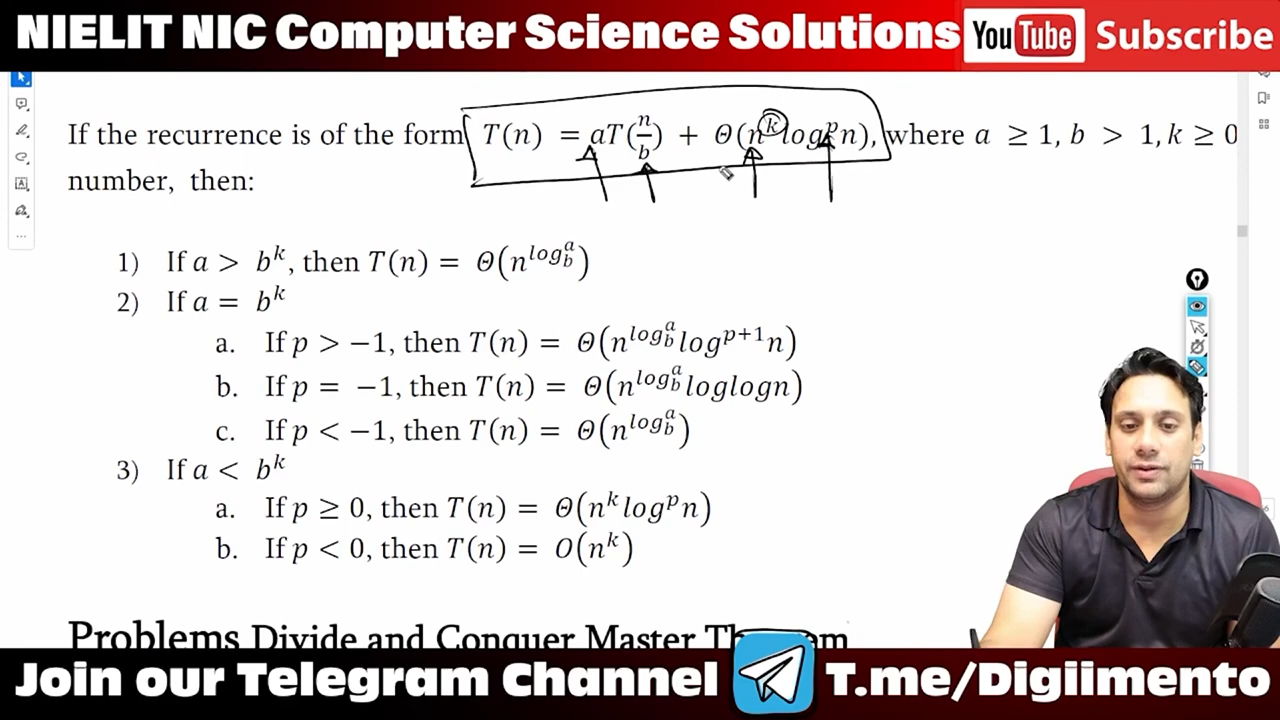 NIELIT NIC Computer Science Solutions YouTube Subscribe
If the recurrence is of the form T(n) = aT(n/b) + Θ(n^k log^p n), where a ≥ 1, b > 1, k ≥ 0
number, then:
1) If a > b^k, then T(n) = Θ(n^{log_b^a})
2) If a = b^k
a. If p > −1, then T(n) = Θ(n^{log_b^a} log^{p+1} n)
b. If p = −1, then T(n) = Θ(n^{log_b^a} loglogn)
c. If p < −1, then T(n) = Θ(n^{log_b^a})
3) If a < b^k
a. If p ≥ 0, then T(n) = Θ(n^k log^p n)
b. If p < 0, then T(n) = O(n^k)
Problems Divide and Conquer Master Theorem
Join our Telegram Channel T.me/Digiimento